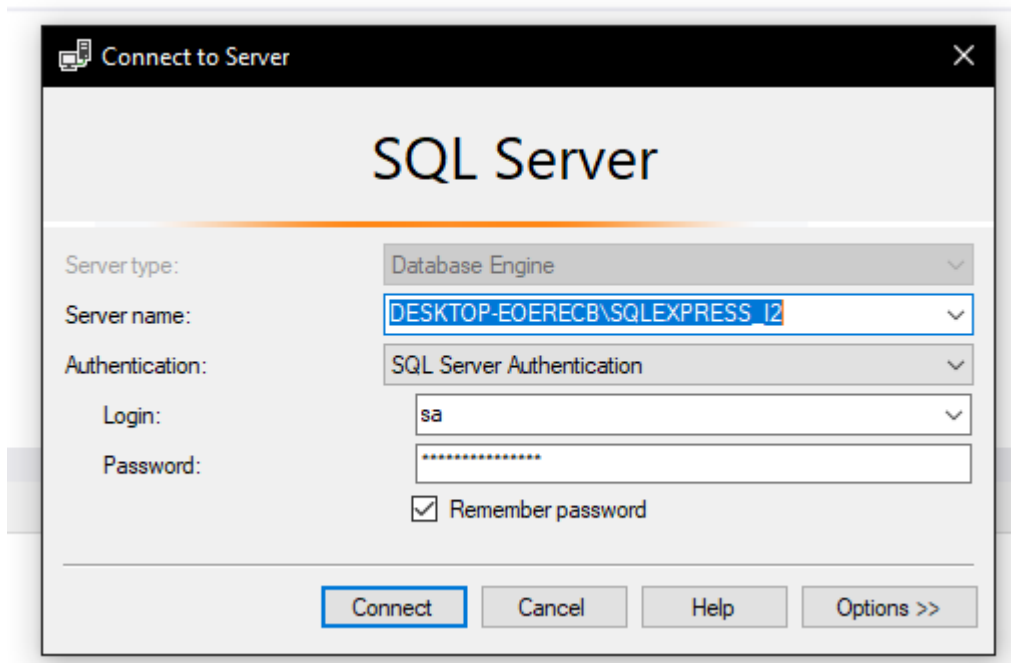 Connect to Server
SQL Server
Server type: Database Engine
Server name: DESKTOP-EOERECB\SQLEXPRESS_I2
Authentication: SQL Server Authentication
Login: sa
Password: ***************
Remember password
Connect Cancel Help Options >>